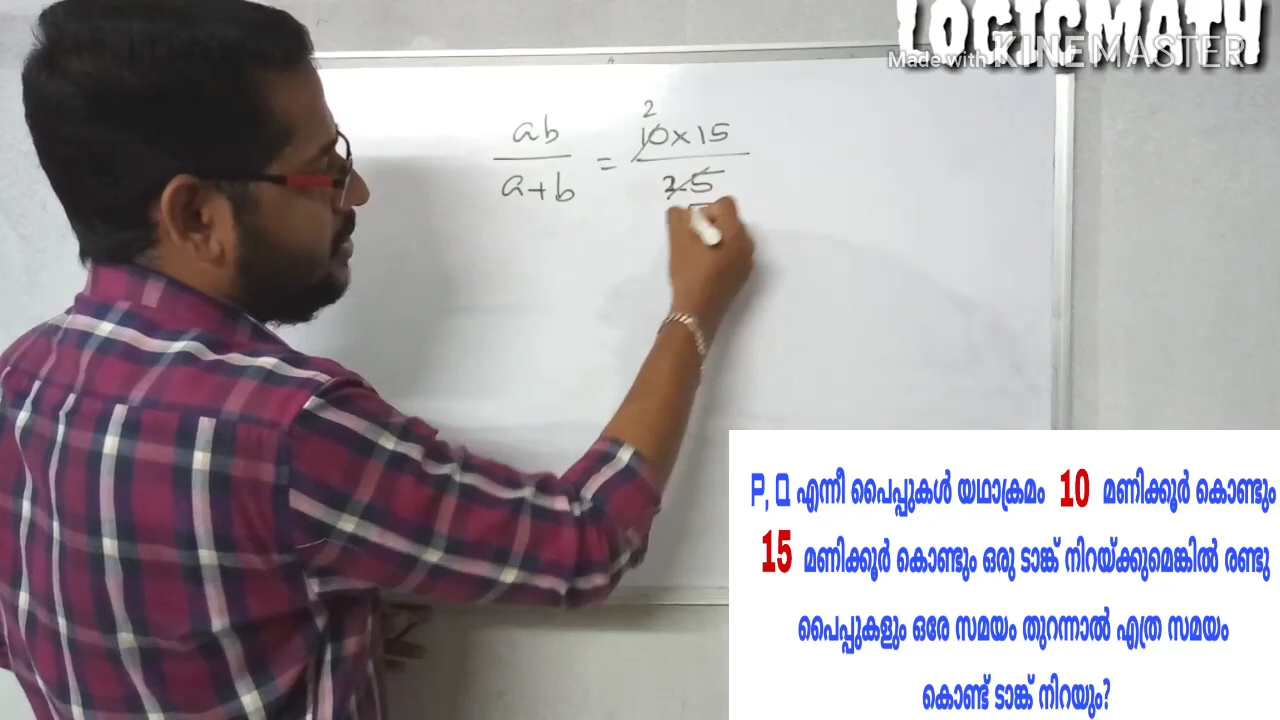 LOGICMATH
Made with KINEMASTER
2
ab
10×15
=
a+b
25
P, Q എന്നീ പൈപ്പുകൾ യഥാക്രമം 10 മണിക്കൂർ കൊണ്ടും
15 മണിക്കൂർ കൊണ്ടും ഒരു ടാങ്ക് നിറയ്ക്കുമെങ്കിൽ രണ്ടു
പൈപ്പുകളും ഒരേ സമയം തുറന്നാൽ എത്ര സമയം
കൊണ്ട് ടാങ്ക് നിറയും?